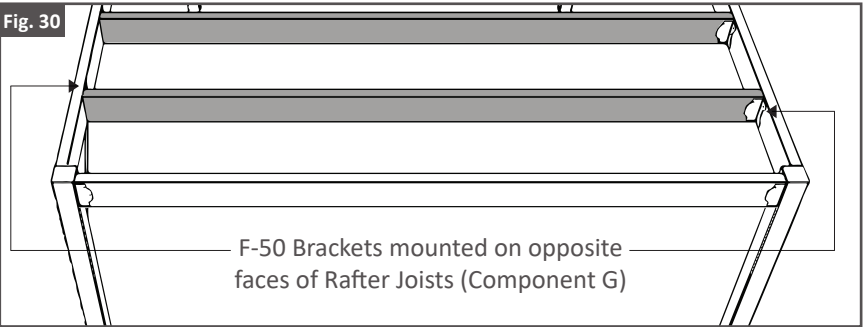 Fig. 30
F-50 Brackets mounted on opposite
faces of Rafter Joists (Component G)